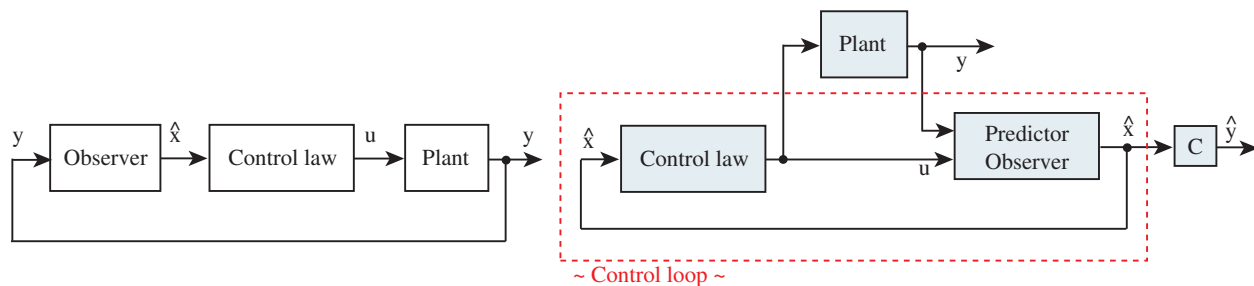 y
Observer
x̂
Control law
u
Plant
y
Plant
y
x̂
Control law
u
Predictor
Observer
x̂
C
ŷ
~ Control loop ~